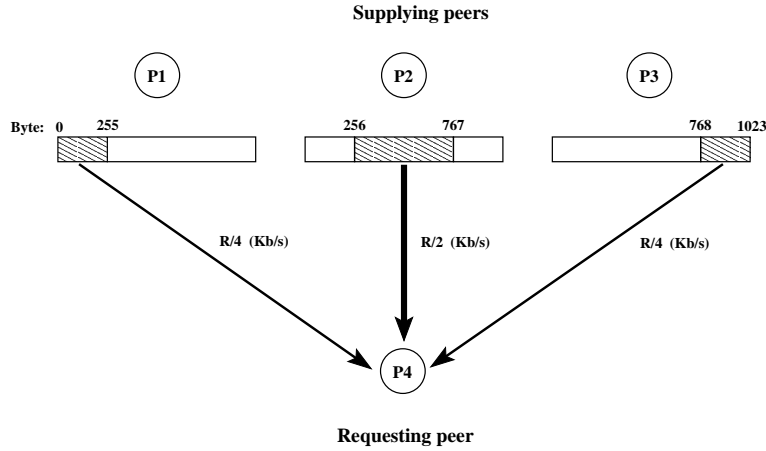 Supplying peers
P1
P2
P3
Byte: 0 255
256 767
768 1023
R/4 (Kb/s)
R/2 (Kb/s)
R/4 (Kb/s)
P4
Requesting peer